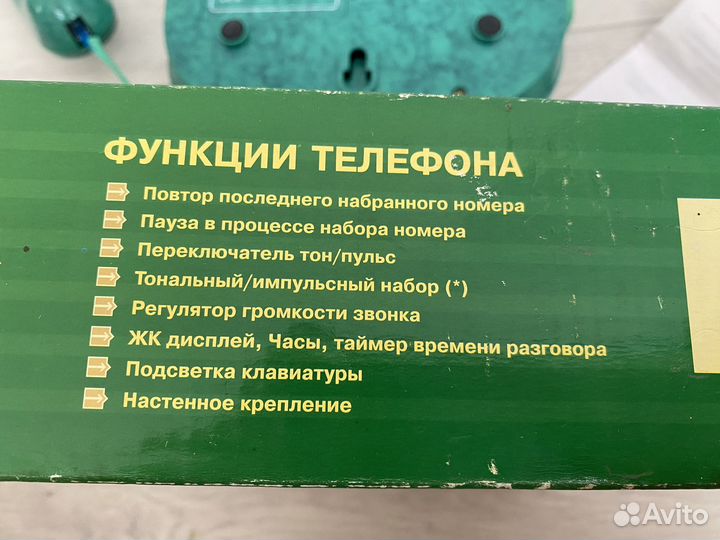 ФУНКЦИИ ТЕЛЕФОНА
Повтор последнего набранного номера
Пауза в процессе набора номера
Переключатель тон/пульс
Тональный/импульсный набор (*)
Регулятор громкости звонка
ЖК дисплей, Часы, таймер времени разговора
Подсветка клавиатуры
Настенное крепление
Avito